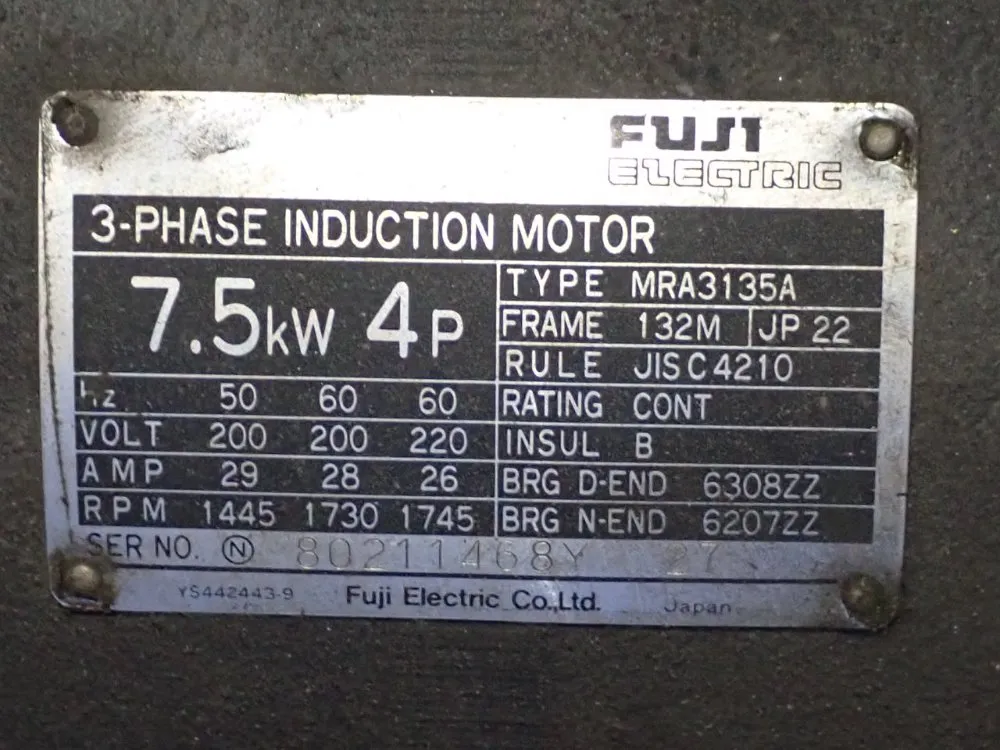 FUJI
ELECTRIC
3-PHASE INDUCTION MOTOR
7.5kW 4P
TYPE MRA3135A
FRAME 132M JP 22
RULE JISC4210
Hz 50 60 60
RATING CONT
VOLT 200 200 220
INSUL B
AMP 29 28 26
BRG D-END 6308ZZ
RPM 1445 1730 1745
BRG N-END 6207ZZ
SER NO. N 80211468Y 27
YS442443-9 Fuji Electric Co.,Ltd. Japan